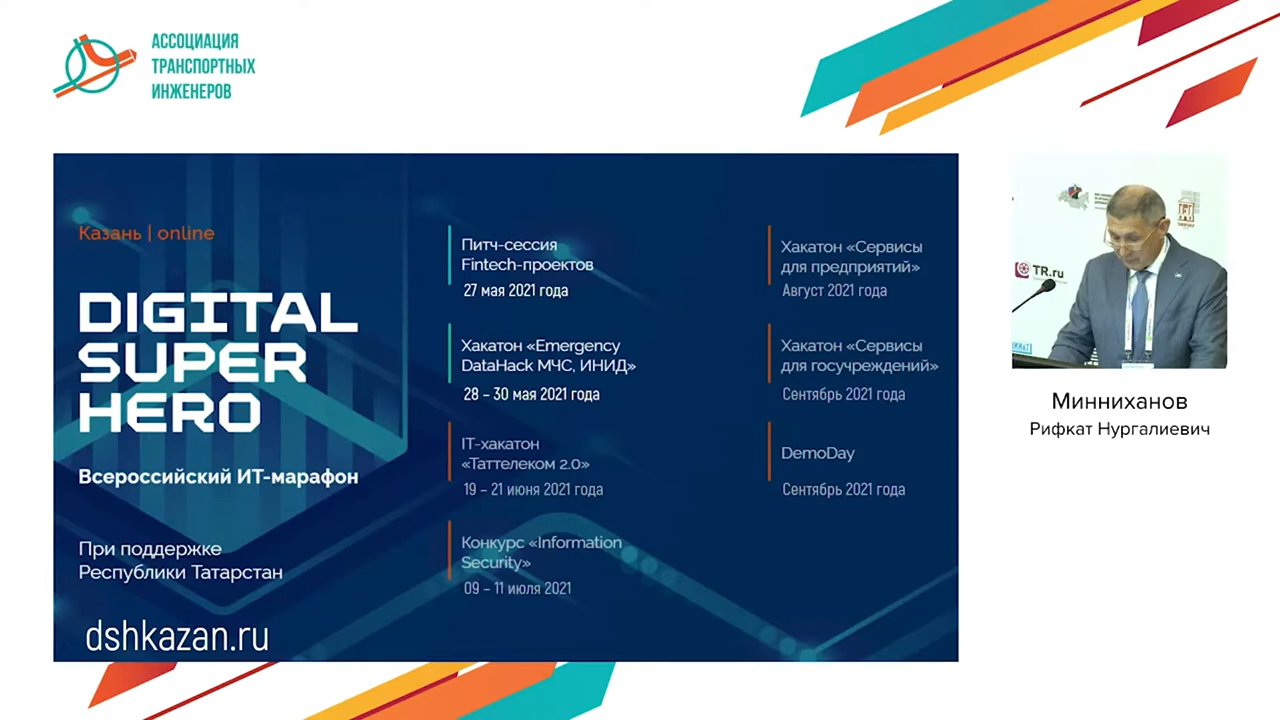 АССОЦИАЦИЯ
ТРАНСПОРТНЫХ
ИНЖЕНЕРОВ
Казань | online
DIGITAL
SUPER
HERO
Всероссийский ИТ-марафон
При поддержке
Республики Татарстан
dshkazan.ru
Питч-сессия
Fintech-проектов
27 мая 2021 года
Хакатон «Emergency
DataHack МЧС, ИНИД»
28 – 30 мая 2021 года
IT-хакатон
«Таттелеком 2.0»
19 – 21 июня 2021 года
Конкурс «Information
Security»
09 – 11 июля 2021
Хакатон «Сервисы
для предприятий»
Август 2021 года
Хакатон «Сервисы
для госучреждений»
Сентябрь 2021 года
DemoDay
Сентябрь 2021 года
TR.ru
Минниханов
Рифкат Нургалиевич